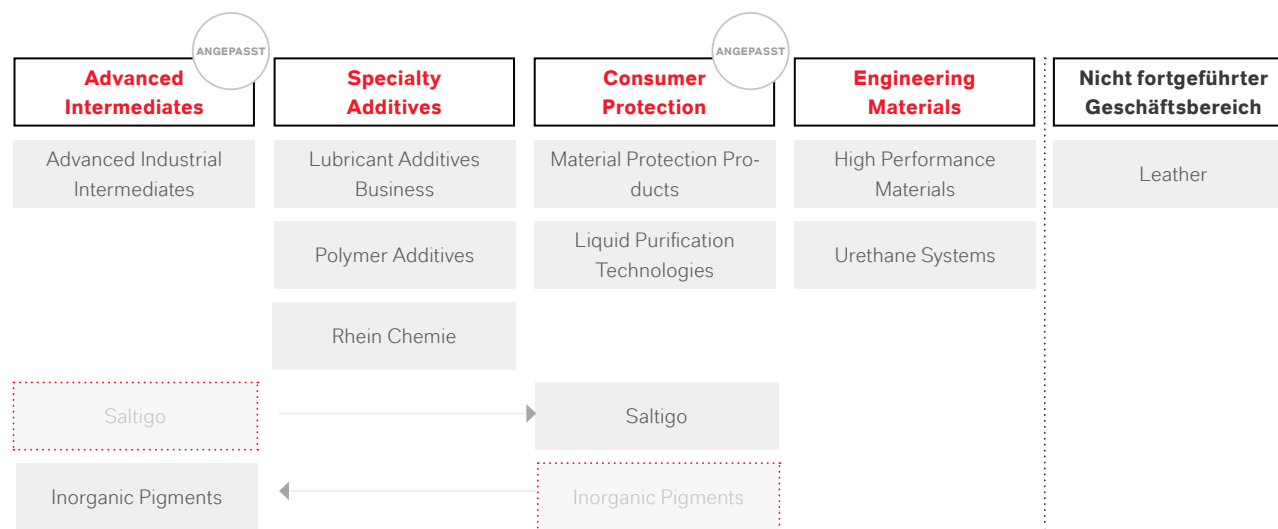 ANGEPASST
ANGEPASST
Advanced
Intermediates
Specialty
Additives
Consumer
Protection
Engineering
Materials
Nicht fortgeführter
Geschäftsbereich
Advanced Industrial
Intermediates
Lubricant Additives
Business
Material Protection Pro-
ducts
High Performance
Materials
Leather
Polymer Additives
Liquid Purification
Technologies
Urethane Systems
Rhein Chemie
Saltigo
Saltigo
Inorganic Pigments
Inorganic Pigments